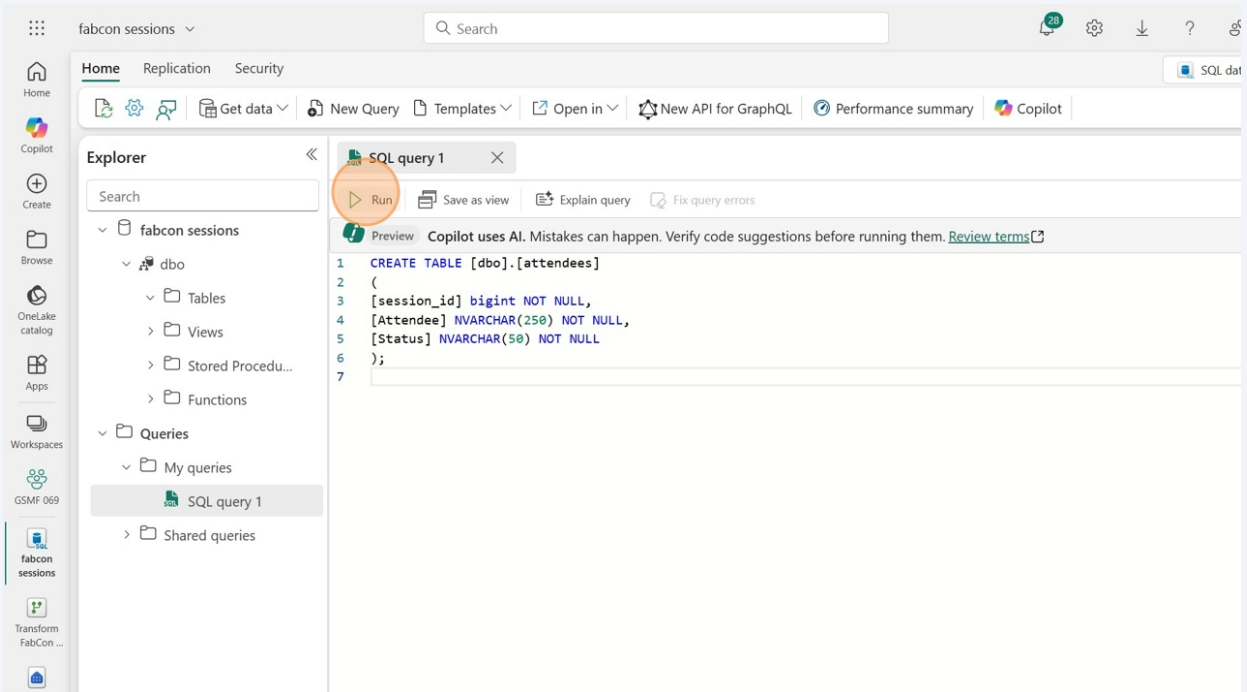 fabcon sessions
Search
28
Home
Replication
Security
SQL dat
Get data
New Query
Templates
Open in
New API for GraphQL
Performance summary
Copilot
Home
Copilot
Create
Browse
OneLake
catalog
Apps
Workspaces
GSMF 069
fabcon
sessions
Transform
FabCon ...
Explorer
Search
fabcon sessions
dbo
Tables
Views
Stored Procedu...
Functions
Queries
My queries
SQL query 1
Shared queries
SQL query 1
Run
Save as view
Explain query
Fix query errors
Preview Copilot uses AI. Mistakes can happen. Verify code suggestions before running them. Review terms
1 CREATE TABLE [dbo].[attendees]
2 (
3 [session_id] bigint NOT NULL,
4 [Attendee] NVARCHAR(250) NOT NULL,
5 [Status] NVARCHAR(50) NOT NULL
6 );
7